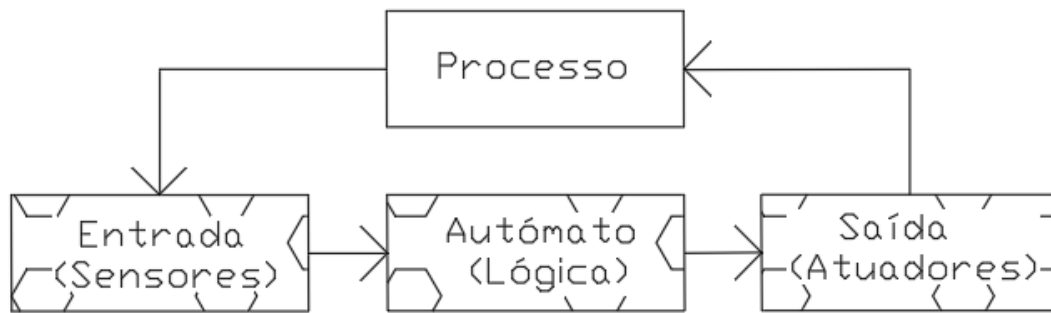 Processo
Entrada
(Sensores)
Autómato
(Lógica)
Saída
(Atuadores)